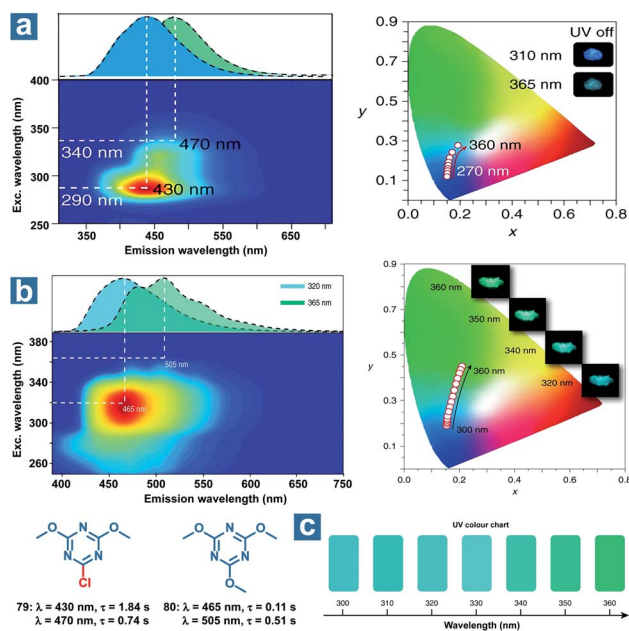 a
400
350
300
250
Exc. wavelength (nm)
340 nm
290 nm
470 nm
430 nm
350 450 550 650
Emission wavelength (nm)
0.9
0.7
0.5
0.3
0.1
y
UV off
310 nm
365 nm
360 nm
270 nm
0.0 0.2 0.4 0.6 0.8
x
b
320 nm
365 nm
380
340
300
260
Exc. wavelength (nm)
505 nm
465 nm
390 450 500 550 600 650 700 750
Emission wavelength (nm)
0.9
0.7
0.5
0.3
0.1
y
360 nm
350 nm
340 nm
320 nm
360 nm
300 nm
0.0 0.2 0.4 0.6 0.8
x
O N O
N N
Cl
79: λ = 430 nm, τ = 1.84 s
λ = 470 nm, τ = 0.74 s
O N O
N N
O
80: λ = 465 nm, τ = 0.11 s
λ = 505 nm, τ = 0.51 s
c
UV colour chart
300 310 320 330 340 350 360
Wavelength (nm)